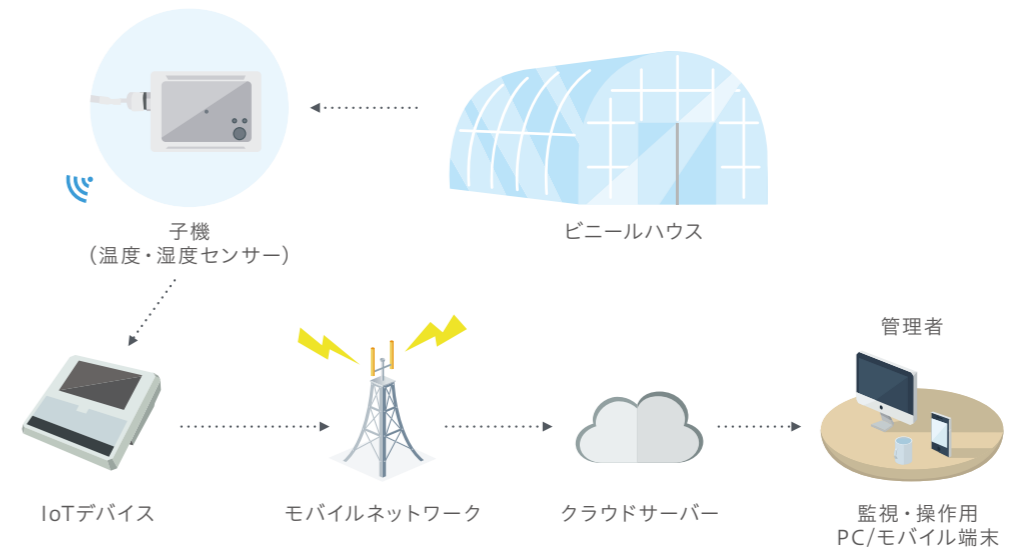 子機
（温度・湿度センサー）
ビニールハウス
管理者
IoTデバイス
モバイルネットワーク
クラウドサーバー
監視・操作用
PC/モバイル端末